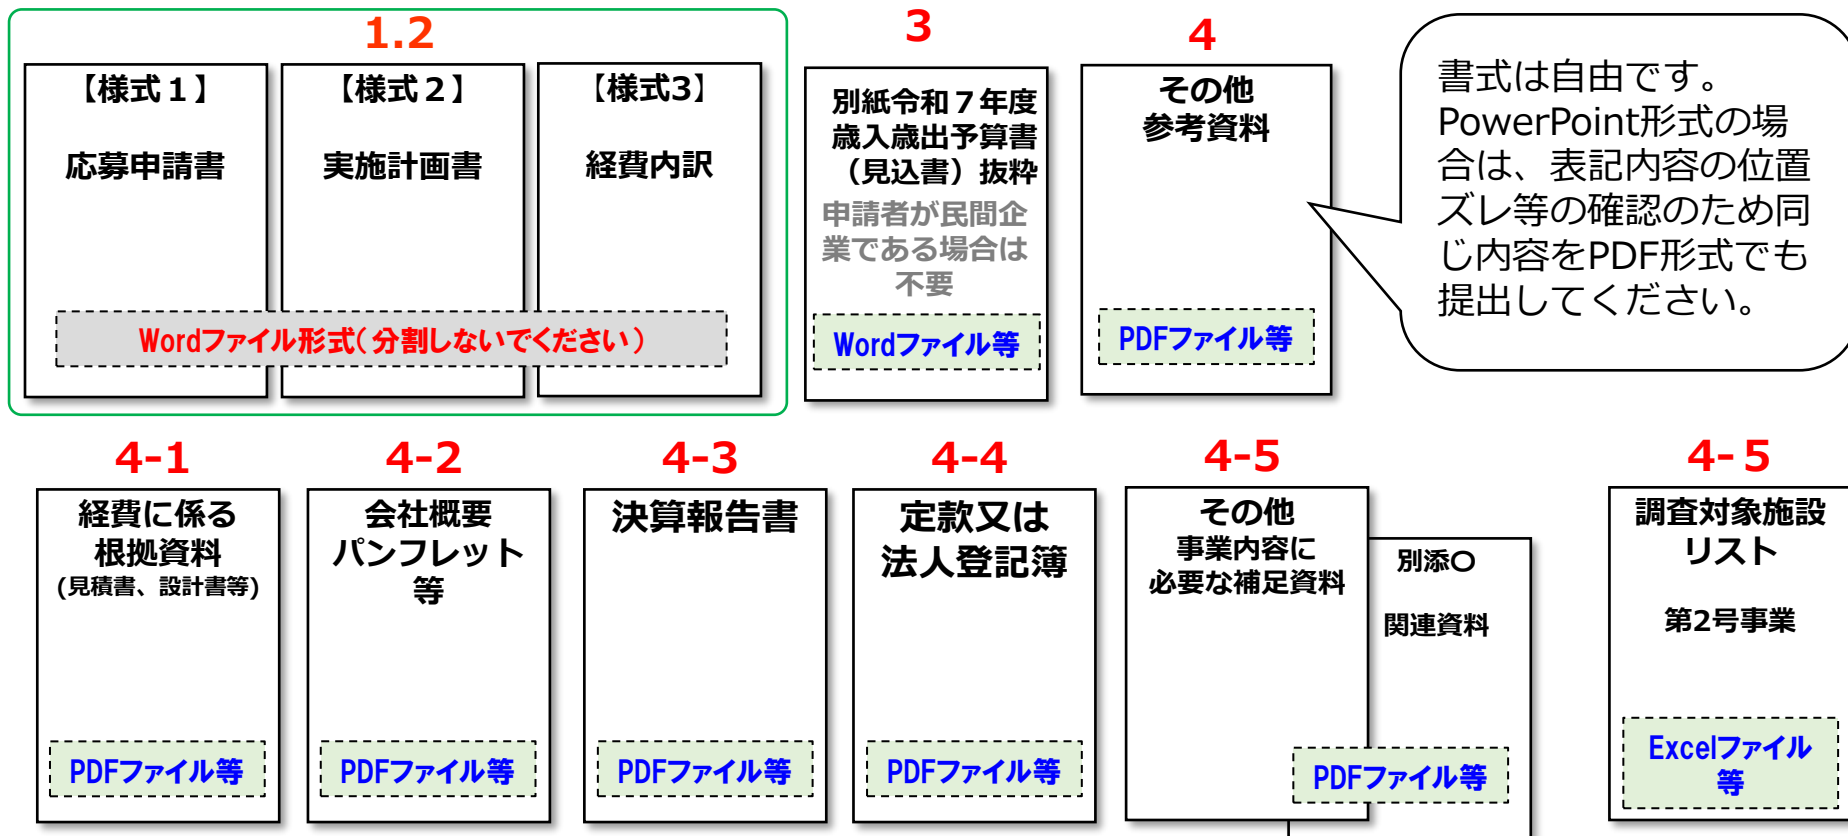 1.2
【様式１】
応募申請書
【様式２】
実施計画書
【様式3】
経費内訳
Wordファイル形式（分割しないでください）
3
別紙令和７年度
歳入歳出予算書
（見込書）抜粋
申請者が民間企
業である場合は
不要
Wordファイル等
4
その他
参考資料
PDFファイル等
書式は自由です。
PowerPoint形式の場
合は、表記内容の位置
ズレ等の確認のため同
じ内容をPDF形式でも
提出してください。
4-1
経費に係る
根拠資料
(見積書、設計書等)
PDFファイル等
4-2
会社概要
パンフレット
等
PDFファイル等
4-3
決算報告書
PDFファイル等
4-4
定款又は
法人登記簿
PDFファイル等
4-5
その他
事業内容に
必要な補足資料
別添〇
関連資料
PDFファイル等
4-５
調査対象施設
リスト
第2号事業
Excelファイル
等